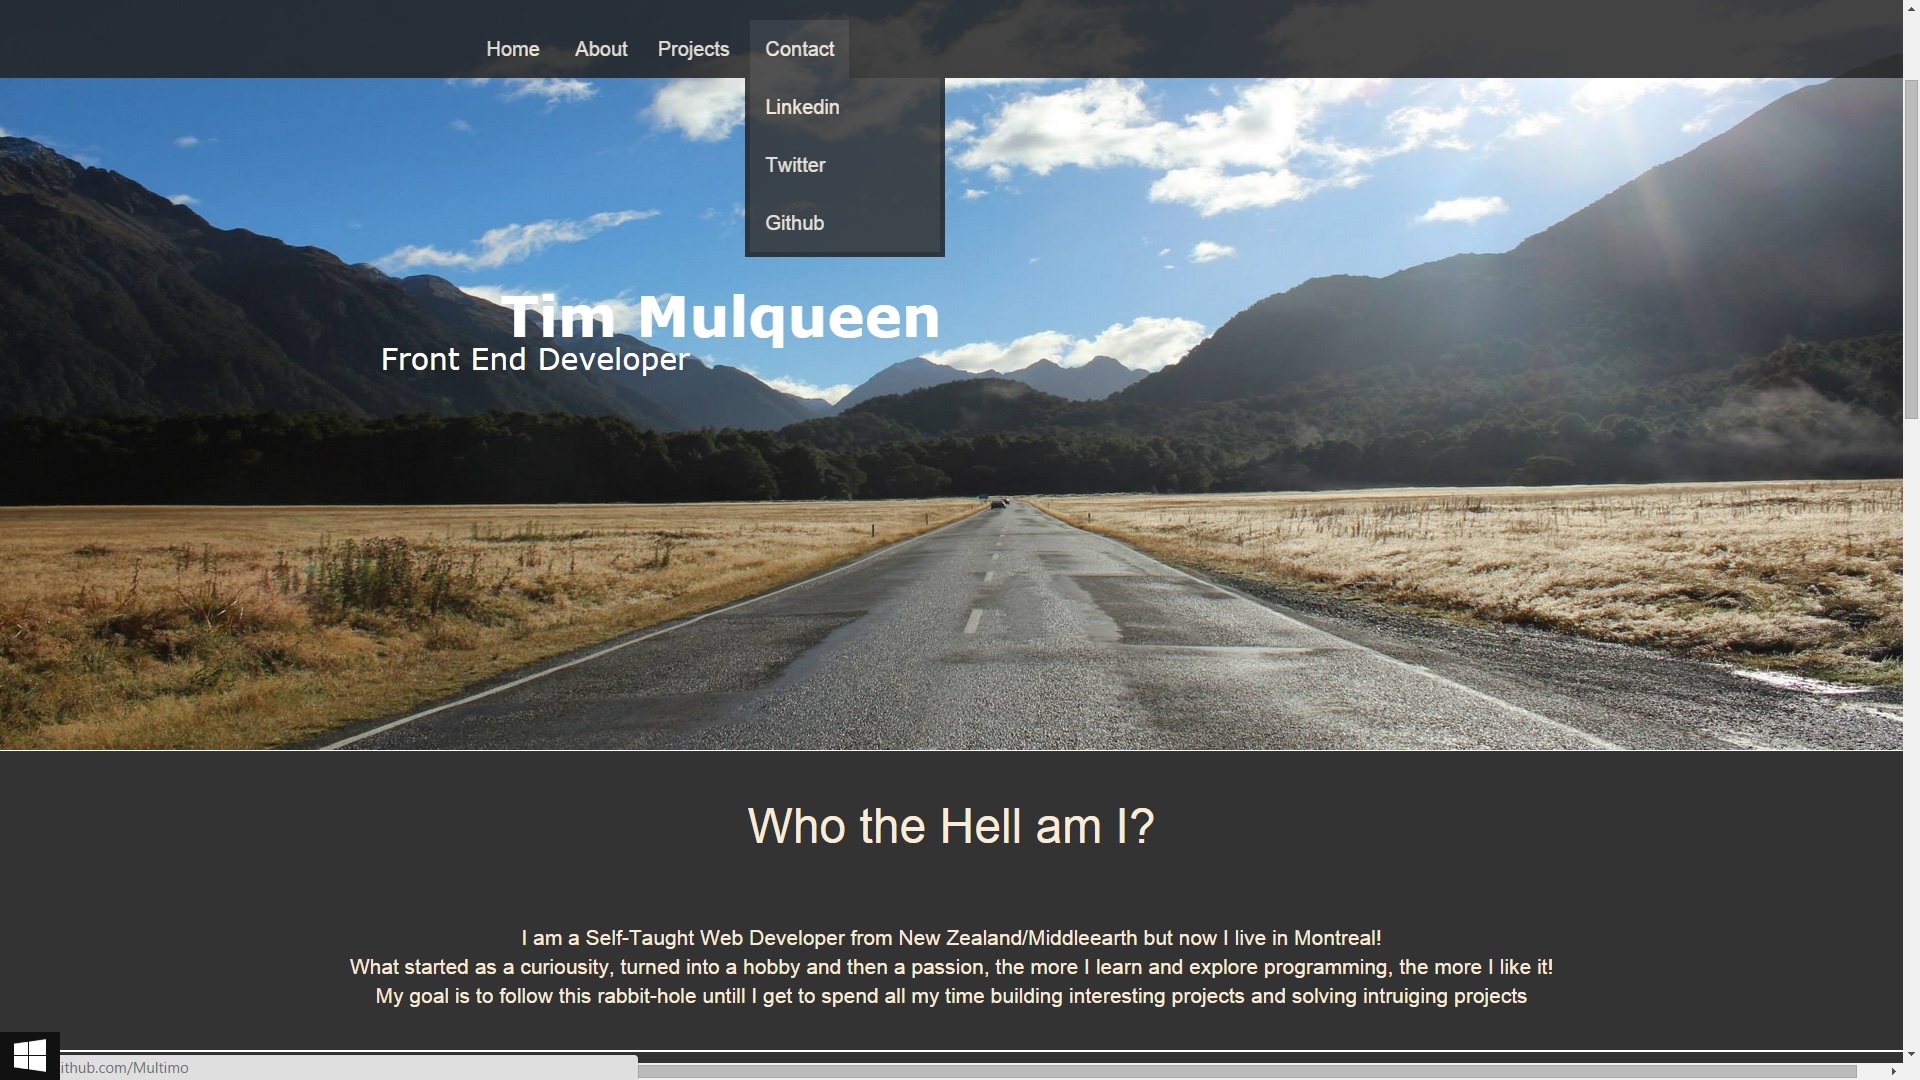 Home About Projects Contact
Linkedin
Twitter
Github
Tim Mulqueen
Front End Developer
Who the Hell am I?
I am a Self-Taught Web Developer from New Zealand/Middleearth but now I live in Montreal!
What started as a curiousity, turned into a hobby and then a passion, the more I learn and explore programming, the more I like it!
My goal is to follow this rabbit-hole untill I get to spend all my time building interesting projects and solving intruiging projects
ithub.com/Multimo